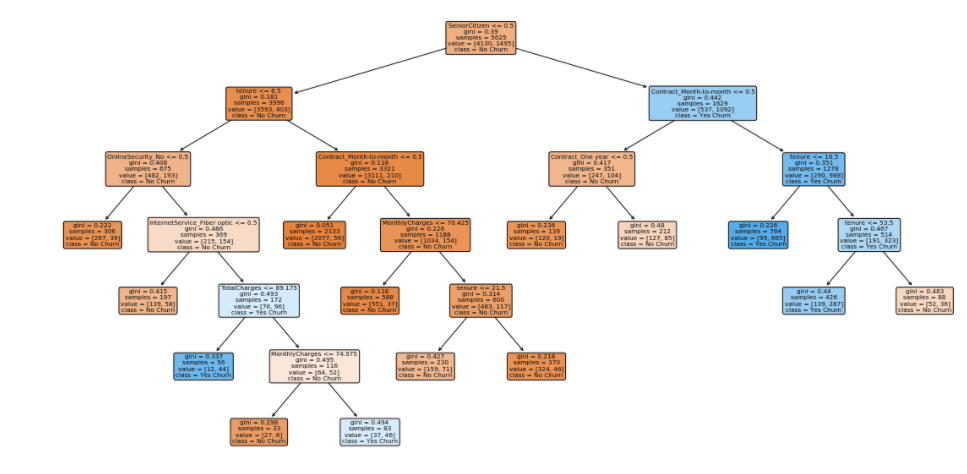 SeniorCitizen <= 0.5
gini = 0.39
samples = 5625
value = [4130, 1495]
class = No Churn
tenure <= 6.5
gini = 0.181
samples = 3996
value = [3593, 403]
class = No Churn
Contract_Month-to-month <= 0.5
gini = 0.442
samples = 1629
value = [537, 1092]
class = Yes Churn
OnlineSecurity_No <= 0.5
gini = 0.408
samples = 675
value = [482, 193]
class = No Churn
Contract_Month-to-month <= 0.5
gini = 0.118
samples = 3321
value = [3111, 210]
class = No Churn
Contract_One year <= 0.5
gini = 0.417
samples = 351
value = [247, 104]
class = No Churn
tenure <= 16.5
gini = 0.351
samples = 1278
value = [290, 988]
class = Yes Churn
gini = 0.222
samples = 306
value = [267, 39]
class = No Churn
InternetService_Fiber optic <= 0.5
gini = 0.486
samples = 369
value = [215, 154]
class = No Churn
gini = 0.051
samples = 2133
value = [2077, 56]
class = No Churn
MonthlyCharges <= 70.425
gini = 0.226
samples = 1188
value = [1034, 154]
class = No Churn
gini = 0.236
samples = 139
value = [120, 19]
class = No Churn
gini = 0.48
samples = 212
value = [127, 85]
class = No Churn
gini = 0.226
samples = 764
value = [99, 665]
class = Yes Churn
tenure <= 53.5
gini = 0.467
samples = 514
value = [191, 323]
class = Yes Churn
gini = 0.415
samples = 197
value = [139, 58]
class = No Churn
TotalCharges <= 89.175
gini = 0.493
samples = 172
value = [76, 96]
class = Yes Churn
gini = 0.118
samples = 588
value = [551, 37]
class = No Churn
tenure <= 21.5
gini = 0.314
samples = 600
value = [483, 117]
class = No Churn
gini = 0.44
samples = 426
value = [139, 287]
class = Yes Churn
gini = 0.483
samples = 88
value = [52, 36]
class = No Churn
gini = 0.337
samples = 56
value = [12, 44]
class = Yes Churn
MonthlyCharges <= 74.975
gini = 0.495
samples = 116
value = [64, 52]
class = No Churn
gini = 0.427
samples = 230
value = [159, 71]
class = No Churn
gini = 0.218
samples = 370
value = [324, 46]
class = No Churn
gini = 0.298
samples = 33
value = [27, 6]
class = No Churn
gini = 0.494
samples = 83
value = [37, 46]
class = Yes Churn